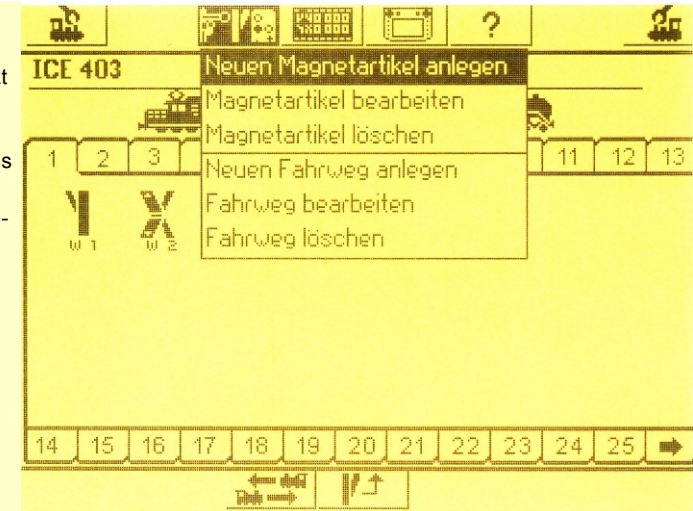 ?
ICE 403
Neuen Magnetartikel anlegen
Magnetartikel bearbeiten
Magnetartikel löschen
Neuen Fahrweg anlegen
Fahrweg bearbeiten
Fahrweg löschen
1 2 3 11 12 13
W 1 W 2
14 15 16 17 18 19 20 21 22 23 24 25
t
s
-